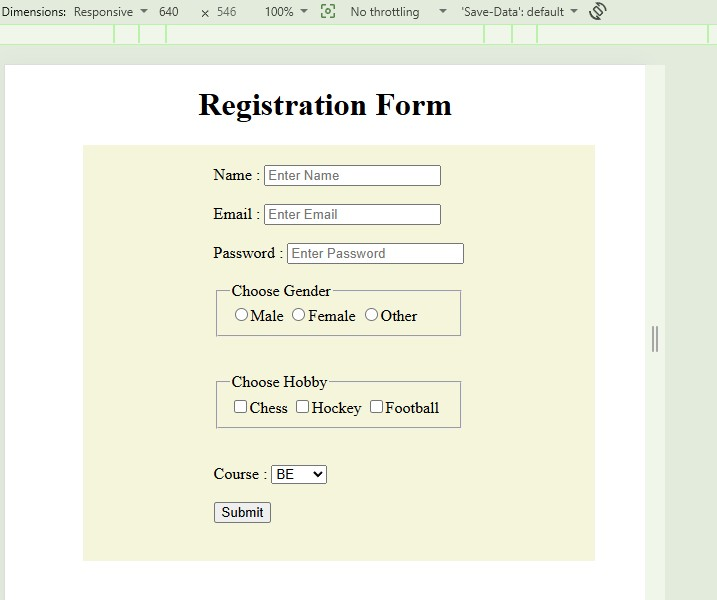 Dimensions: Responsive 640 × 546 100% No throttling 'Save-Data': default
Registration Form
Name : Enter Name
Email : Enter Email
Password : Enter Password
Choose Gender
Male Female Other
Choose Hobby
Chess Hockey Football
Course : BE
Submit